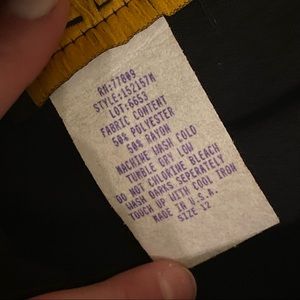 RN:77809
STYLE:152157M
LOT:6653
FABRIC CONTENT
50% POLYESTER
50% RAYON
MACHINE WASH COLD
TUMBLE DRY LOW
DO NOT CHLORINE BLEACH
WASH DARKS SEPERATELY
TOUCH UP WITH COOL IRON
MADE IN U.S.A.
SIZE 12